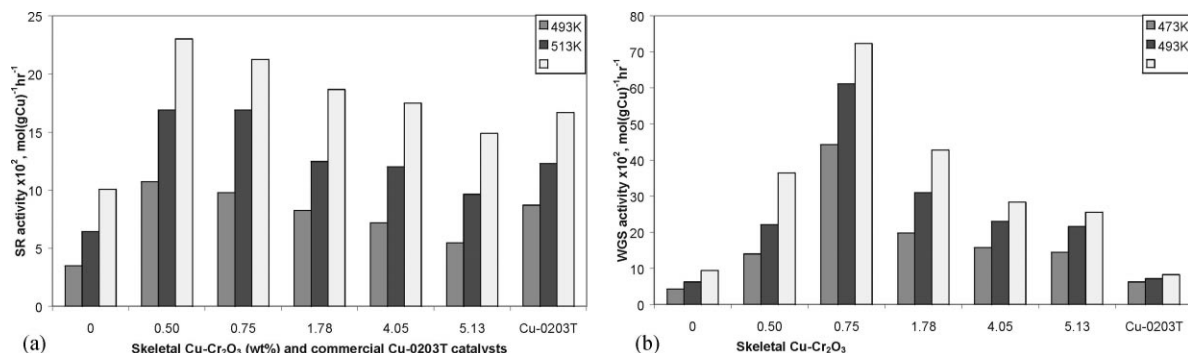 25
20
15
10
5
0
SR activity x10², mol(gCu)⁻¹hr⁻¹
493K
513K
0 0.50 0.75 1.78 4.05 5.13 Cu-0203T
(a) Skeletal Cu-Cr₂O₃ (wt%) and commercial Cu-0203T catalysts
80
70
60
50
40
30
20
10
0
WGS activity x10², mol(gCu)⁻¹hr⁻¹
473K
493K
0 0.50 0.75 1.78 4.05 5.13 Cu-0203T
(b) Skeletal Cu-Cr₂O₃